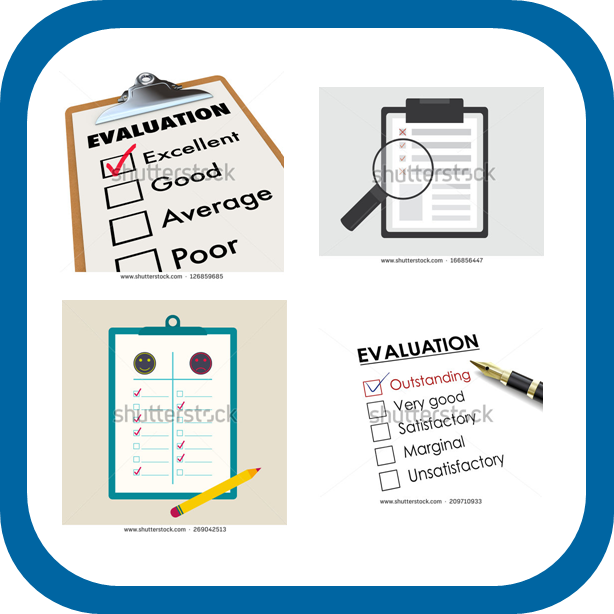 EVALUATION
Excellent
Good
Average
Poor
shutterstock
www.shutterstock.com · 126859685
shutterstock
www.shutterstock.com · 166856447
shutterstock
www.shutterstock.com · 269042513
EVALUATION
Outstanding
Very good
Satisfactory
Marginal
Unsatisfactory
shutterstock
www.shutterstock.com · 209710933